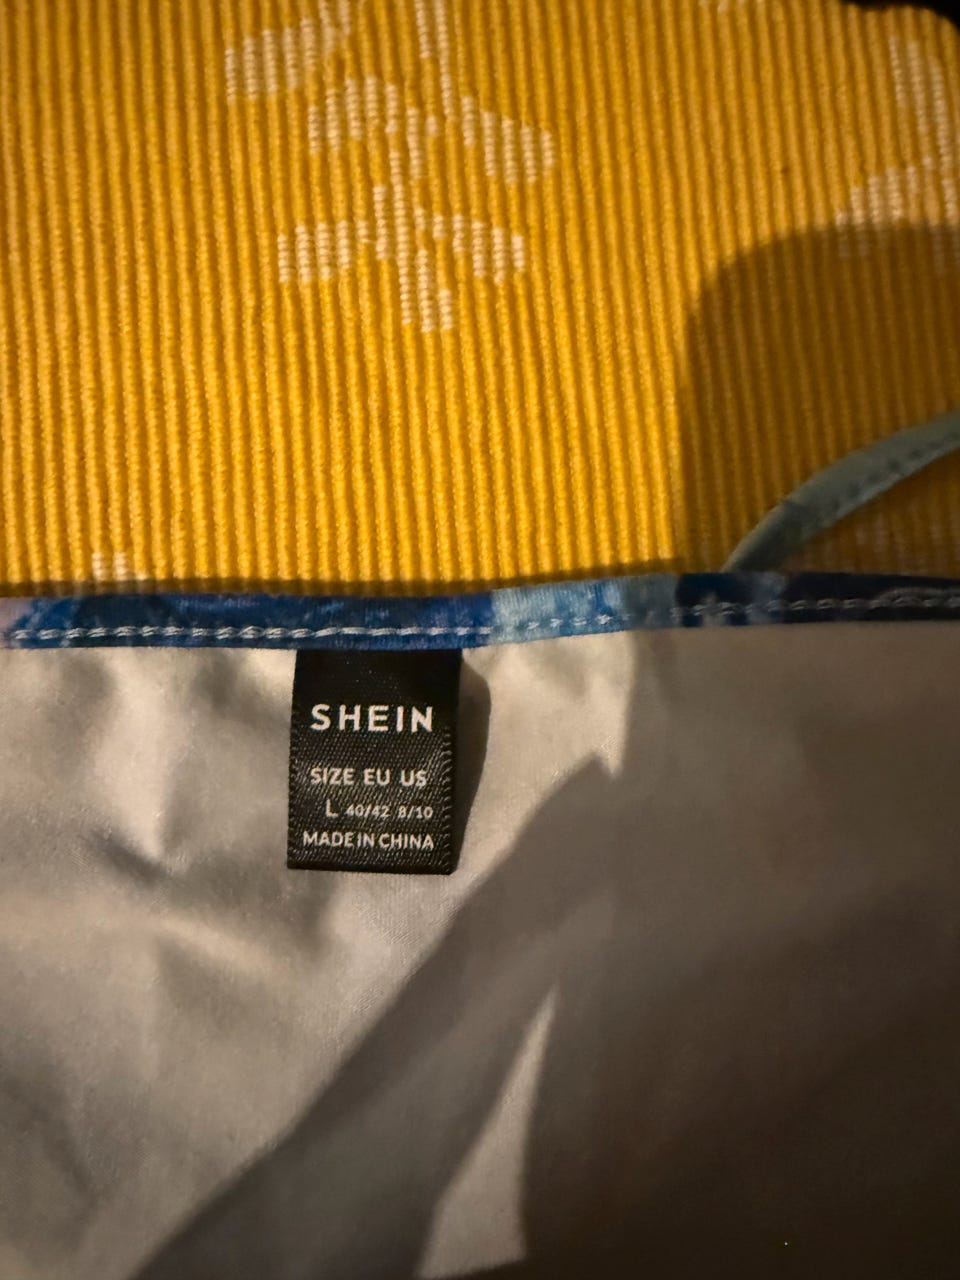 SHEIN
SIZE EU US
L 40/42 8/10
MADE IN CHINA